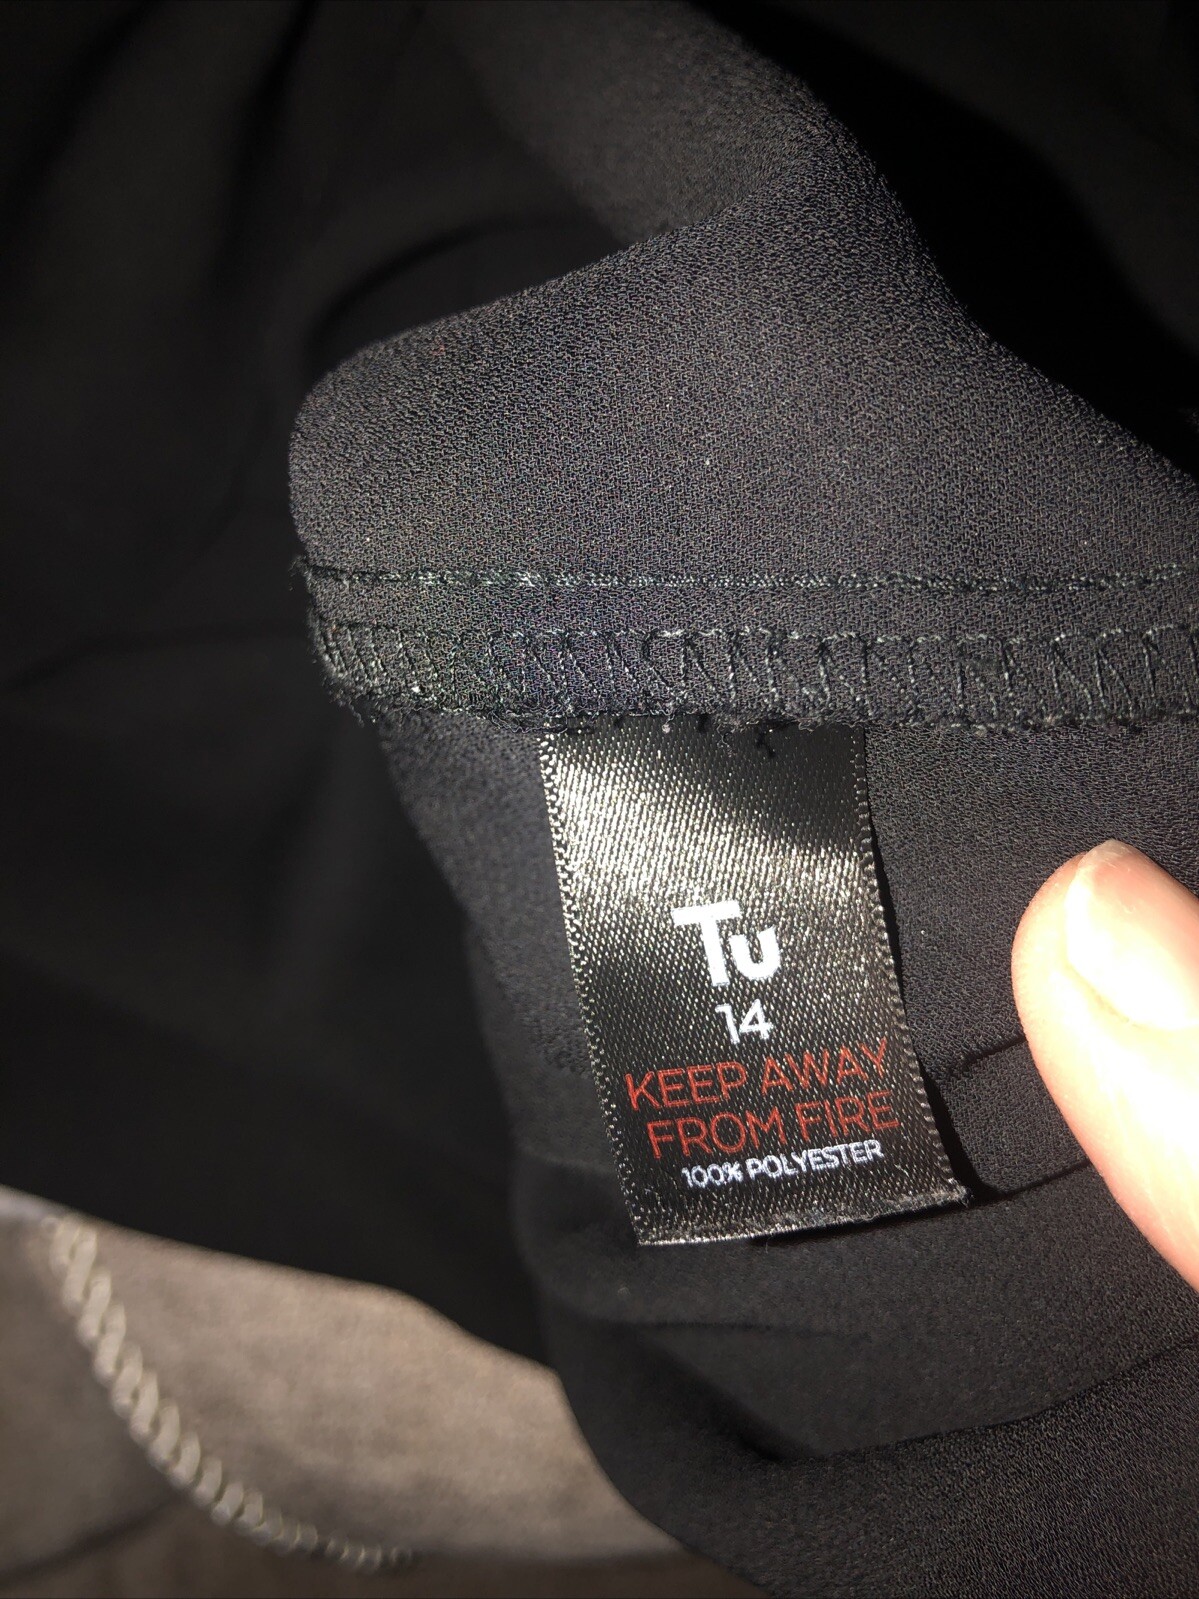 Tu
14
KEEP AWAY
FROM FIRE
100% POLYESTER